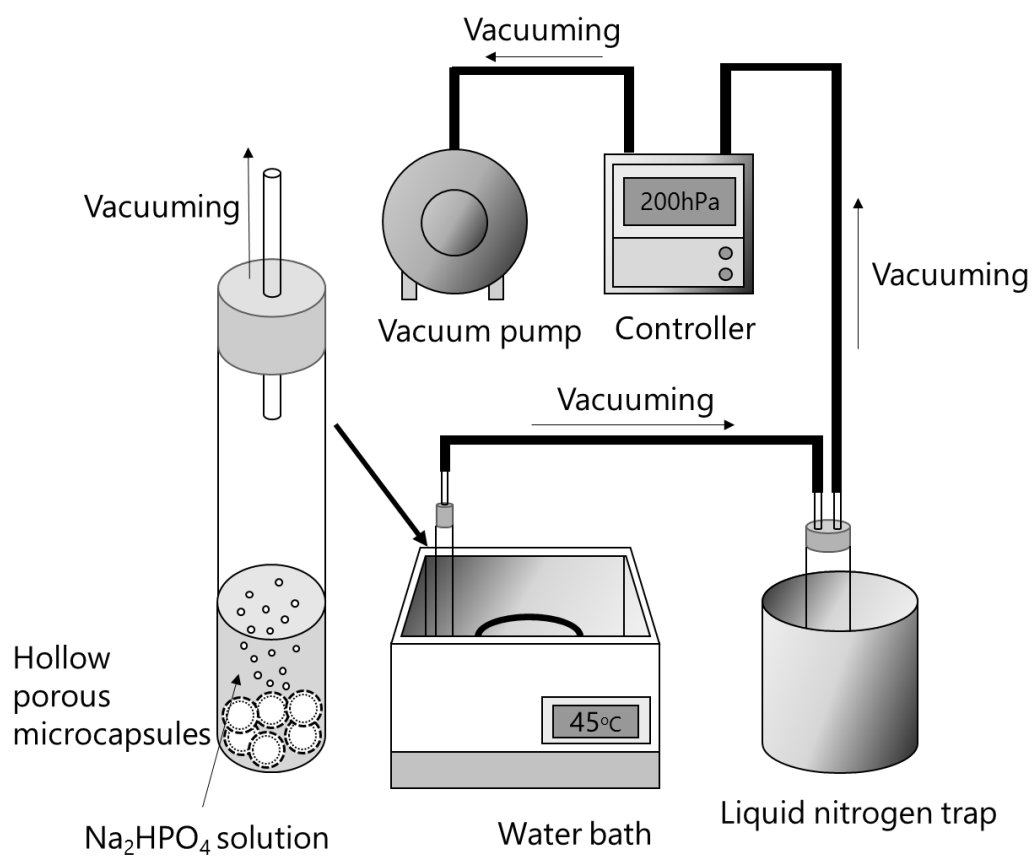 Vacuuming
Vacuuming
200hPa
Vacuuming
Vacuum pump
Controller
Vacuuming
Hollow
porous
microcapsules
45°C
Na₂HPO₄ solution
Water bath
Liquid nitrogen trap